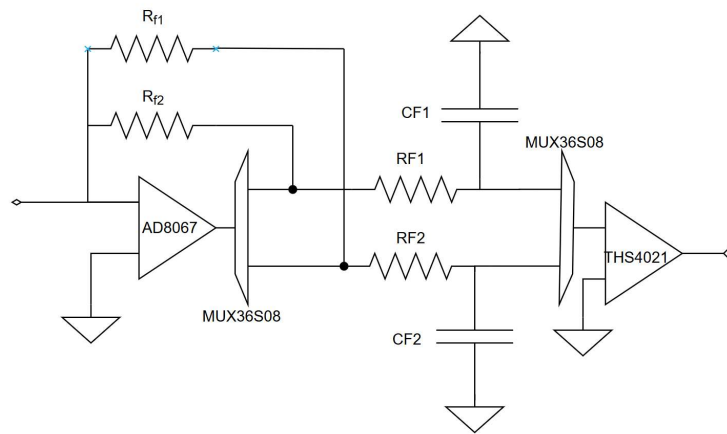 Rf1
Rf2
CF1
MUX36S08
RF1
AD8067
RF2
THS4021
MUX36S08
CF2